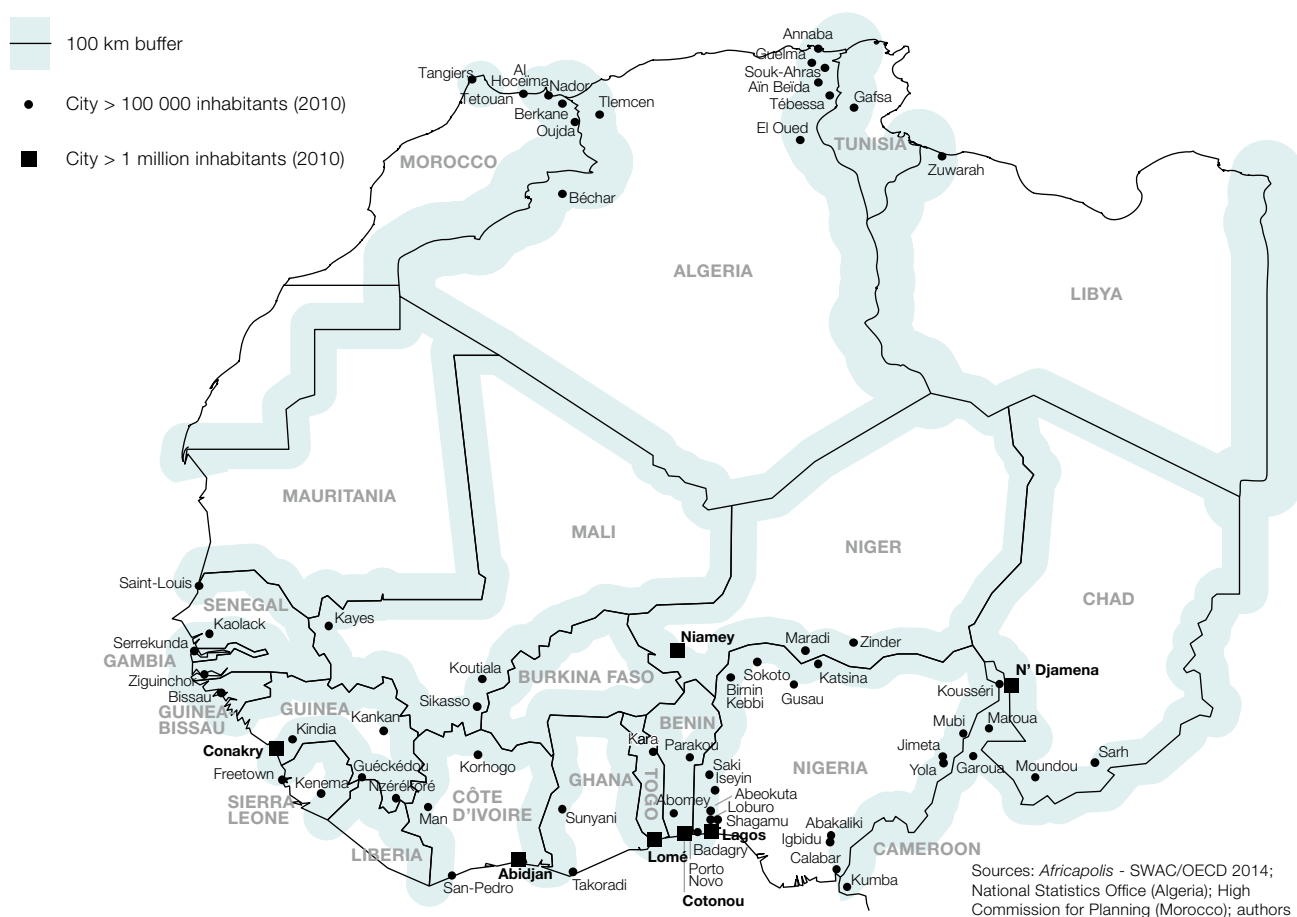 100 km buffer
City > 100 000 inhabitants (2010)
City > 1 million inhabitants (2010)
Annaba
Guelma
Souk-Ahras
Aïn Beïda
Tébessa
Gafsa
El Oued
TUNISIA
Zuwarah
Tangiers
Al
Hoceïma
Nador
Tetouan
Berkane
Oujda
Tlemcen
MOROCCO
Béchar
ALGERIA
LIBYA
MAURITANIA
MALI
NIGER
CHAD
Saint-Louis
SENEGAL
Kaolack
Kayes
Serrekunda
GAMBIA
Ziguinchor
Bissau
GUINEA
BISSAU
GUINEA
Kindia
Kankan
Conakry
Freetown
Kenema
Guéckédou
Nzérékoré
SIERRA
LEONE
LIBERIA
Man
CÔTE
D'IVOIRE
Korhogo
Koutiala
Sikasso
BURKINA FASO
Niamey
Maradi
Zinder
Sokoto
Birnin
Kebbi
Gusau
Katsina
N' Djamena
Kousséri
Mubi
Maroua
Jimeta
Yola
Garoua
Moundou
Sarh
BENIN
Kara
Parakou
TOGO
GHANA
Saki
Iseyin
NIGERIA
Abeokuta
Abomey
Loburo
Shagamu
Lagos
Badagry
Lomé
Porto
Novo
Cotonou
Sunyani
Abidjan
San-Pedro
Takoradi
Abakaliki
Igbidu
Calabar
Kumba
CAMEROON
Sources: Africapolis - SWAC/OECD 2014;
National Statistics Office (Algeria); High
Commission for Planning (Morocco); authors